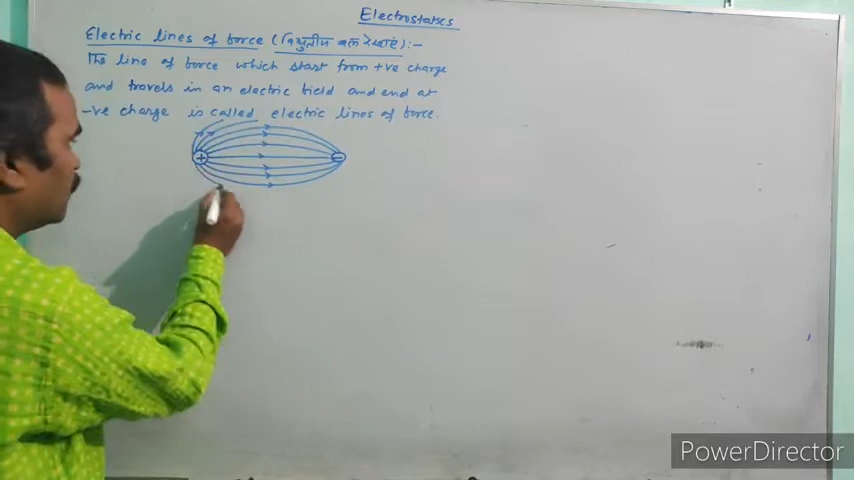 Electrostatics
Electric lines of force (विद्युतीय बल रेखाएं):-
The line of force which start from +ve charge
and travels in an electric field and end at
-ve charge is called electric lines of force.
+ -
PowerDirector